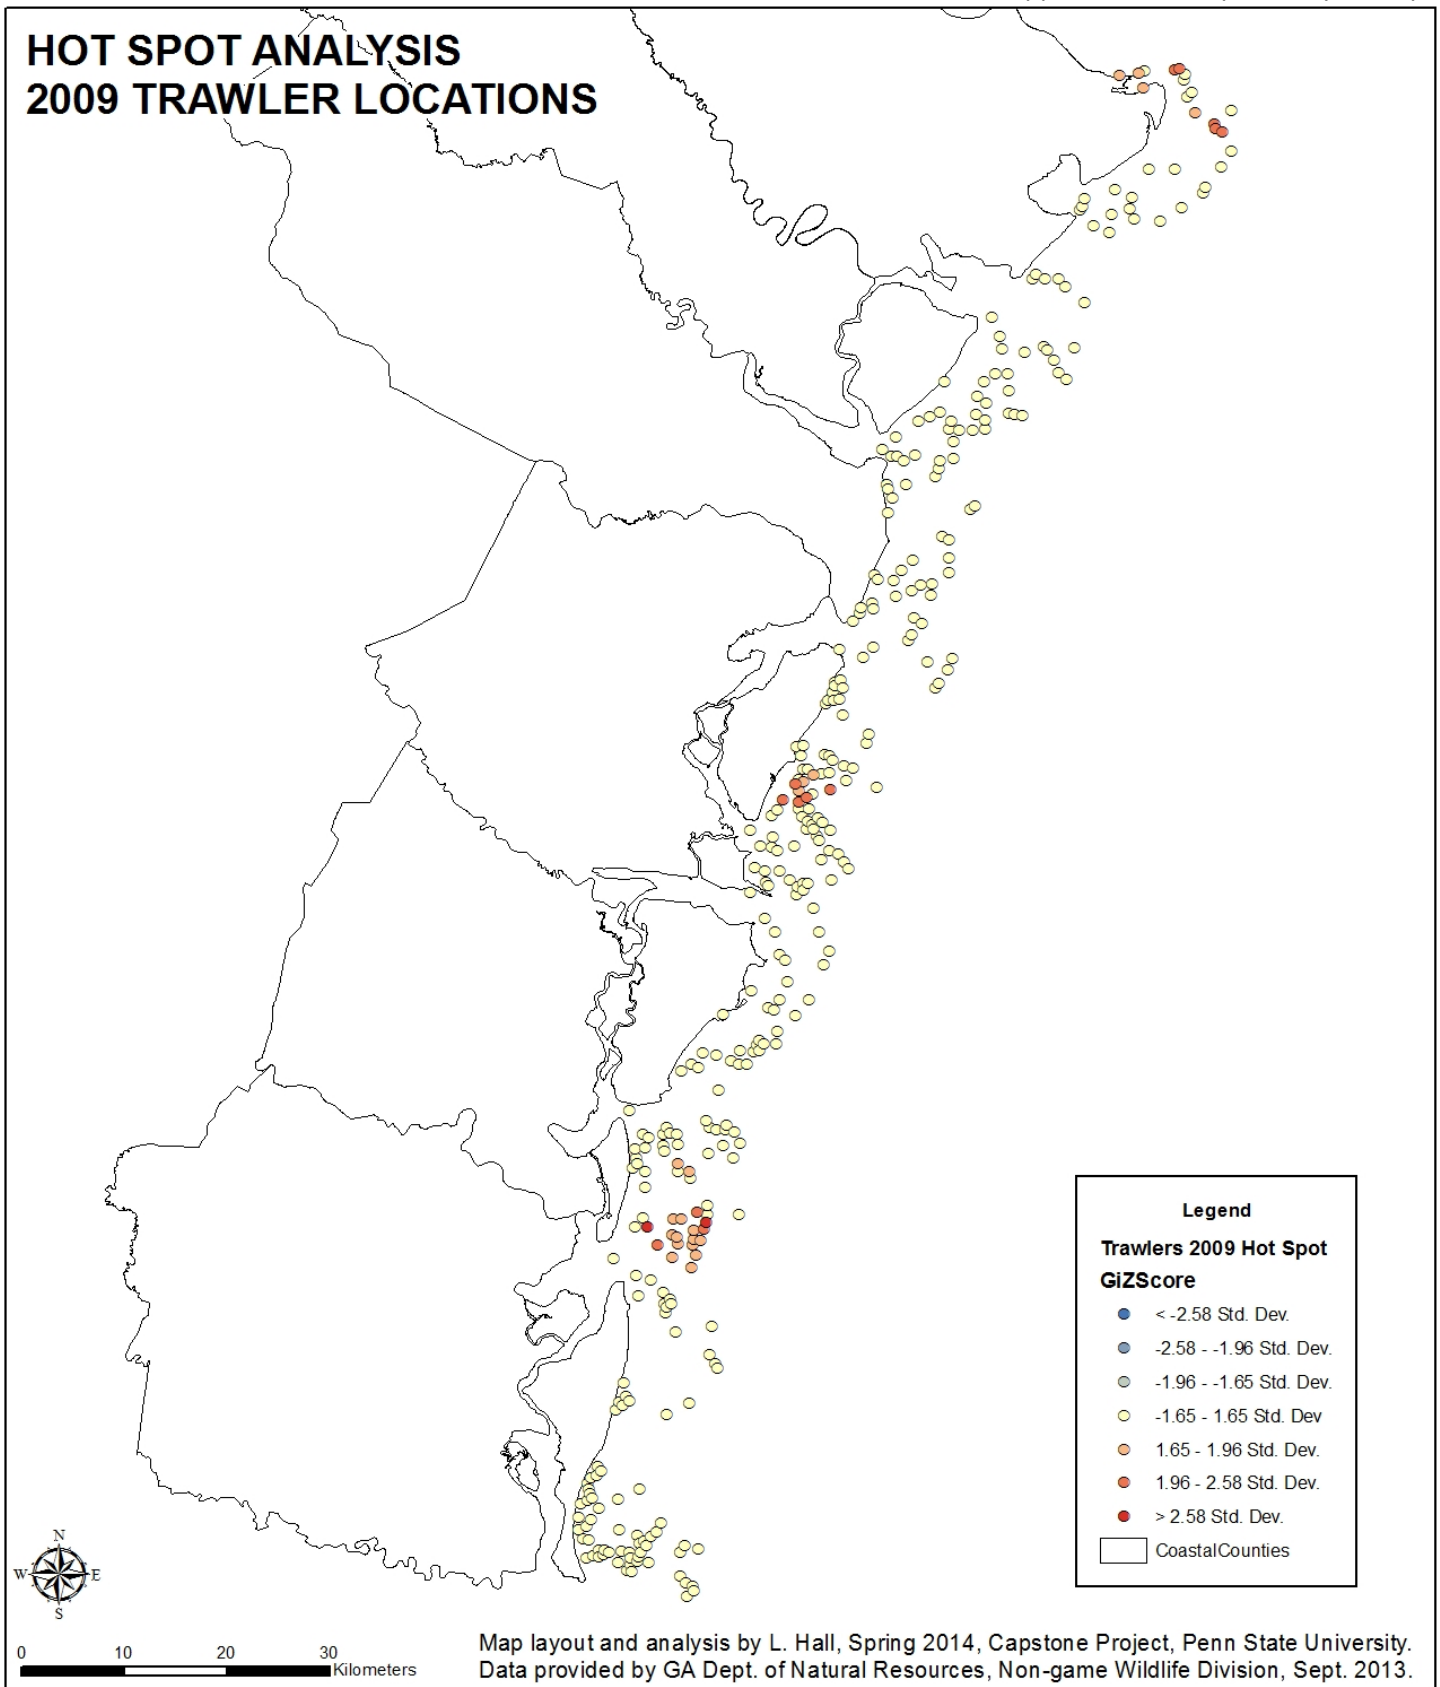 HOT SPOT ANALYSIS
2009 TRAWLER LOCATIONS
Legend
Trawlers 2009 Hot Spot
GiZScore
< -2.58 Std. Dev.
-2.58 - -1.96 Std. Dev.
-1.96 - -1.65 Std. Dev.
-1.65 - 1.65 Std. Dev
1.65 - 1.96 Std. Dev.
1.96 - 2.58 Std. Dev.
> 2.58 Std. Dev.
CoastalCounties
N
W E
S
0 10 20 30
Kilometers
Map layout and analysis by L. Hall, Spring 2014, Capstone Project, Penn State University.
Data provided by GA Dept. of Natural Resources, Non-game Wildlife Division, Sept. 2013.